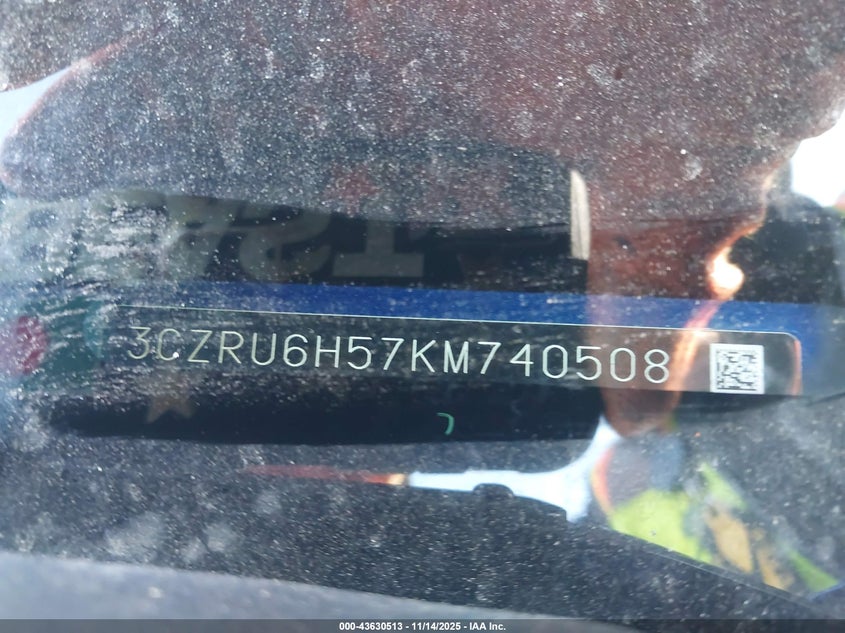 3CZRU6H57KM740508
000-43630513 - 11/14/2025 - IAA Inc.